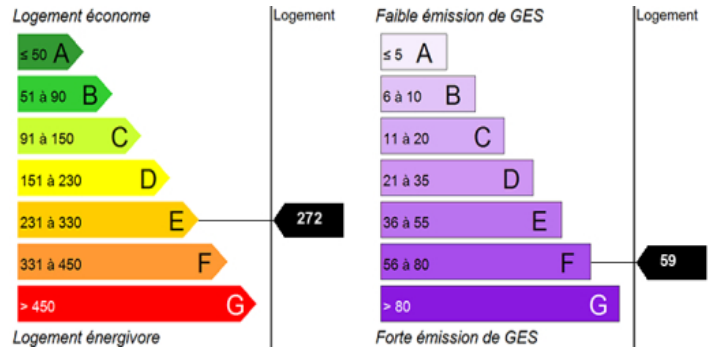 Logement économe
Logement
≤ 50 A
51 à 90 B
91 à 150 C
151 à 230 D
231 à 330 E
272
331 à 450 F
> 450 G
Logement énergivore
Faible émission de GES
Logement
≤ 5 A
6 à 10 B
11 à 20 C
21 à 35 D
36 à 55 E
56 à 80 F
59
> 80 G
Forte émission de GES